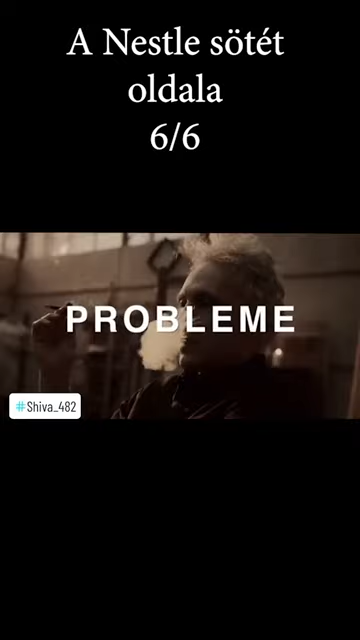 A Nestle sötét
oldala
6/6
PROBLEME
#Shiva_482